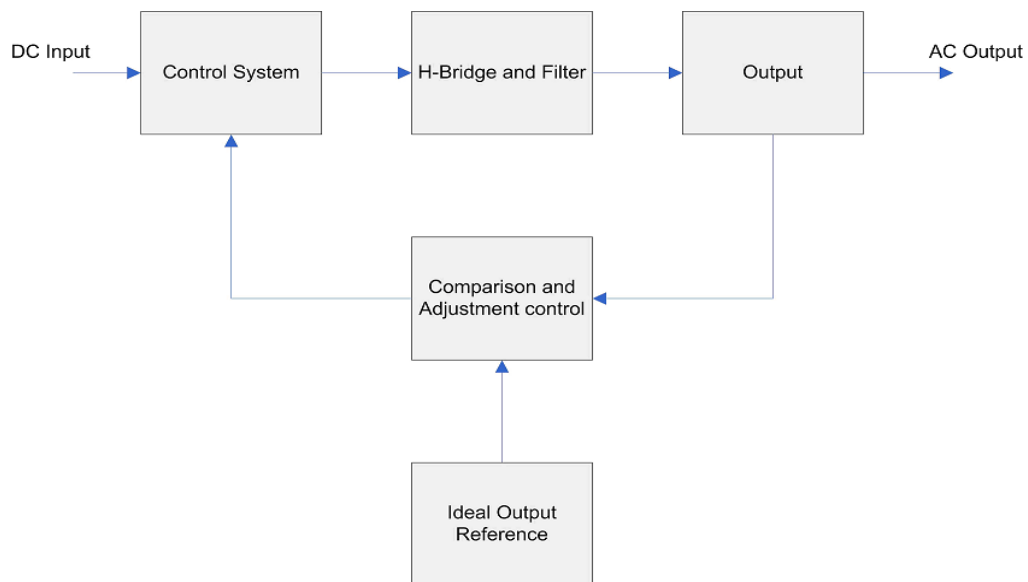 DC Input
Control System
H-Bridge and Filter
Output
AC Output
Comparison and
Adjustment control
Ideal Output
Reference